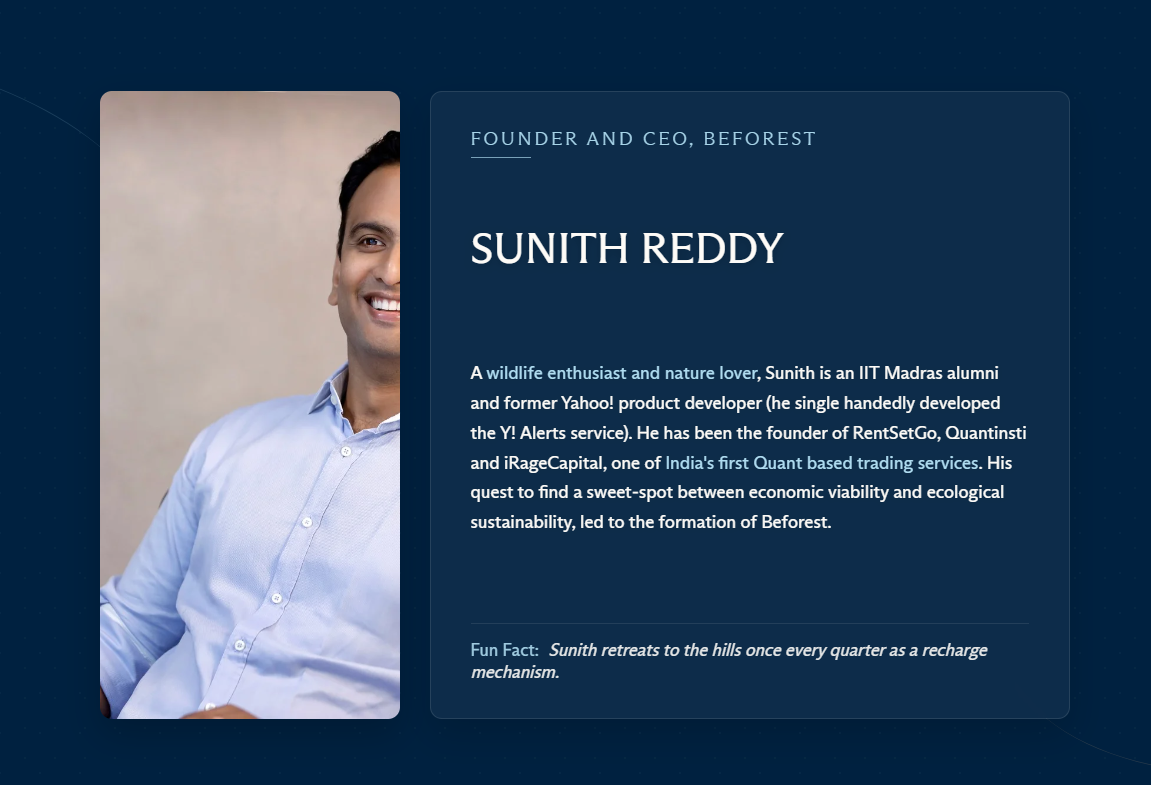 FOUNDER AND CEO, BEFOREST
SUNITH REDDY
A wildlife enthusiast and nature lover, Sunith is an IIT Madras alumni
and former Yahoo! product developer (he single handedly developed
the Y! Alerts service). He has been the founder of RentSetGo, Quantinsti
and iRageCapital, one of India's first Quant based trading services. His
quest to find a sweet-spot between economic viability and ecological
sustainability, led to the formation of Beforest.
Fun Fact: Sunith retreats to the hills once every quarter as a recharge
mechanism.